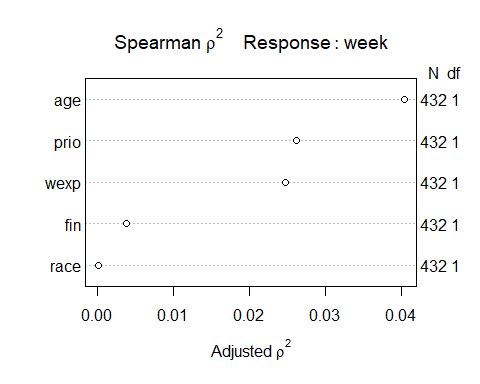 Spearman ρ² Response : week
N df
age 432 1
prio 432 1
wexp 432 1
fin 432 1
race 432 1
0.00 0.01 0.02 0.03 0.04
Adjusted ρ²